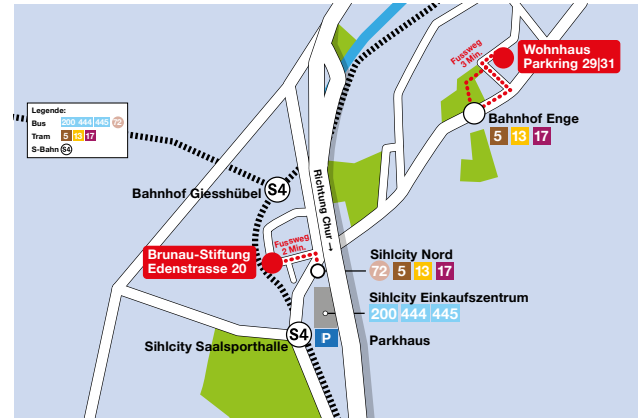 Fussweg
3 Min.
Wohnhaus
Parkring 29|31
Legende:
Bus 200 444 445 72
Tram 5 13 17
S-Bahn S4
Bahnhof Enge
5 13 17
Richtung Chur →
Bahnhof Giesshübel
S4
Fussweg
2 Min.
Brunau-Stiftung
Edenstrasse 20
Sihlcity Nord
72 5 13 17
Sihlcity Einkaufszentrum
200 444 445
Sihlcity Saalsporthalle
S4
P
Parkhaus